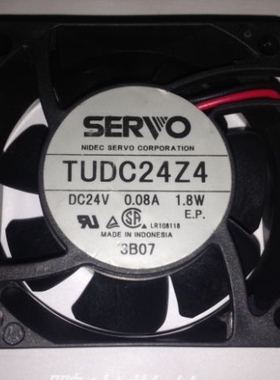 SERVO
NIDEC SERVO CORPORATION
TUDC24Z4
DC24V 0.08A 1.8W
E.P.
LR108118
MADE IN INDONESIA
3B07